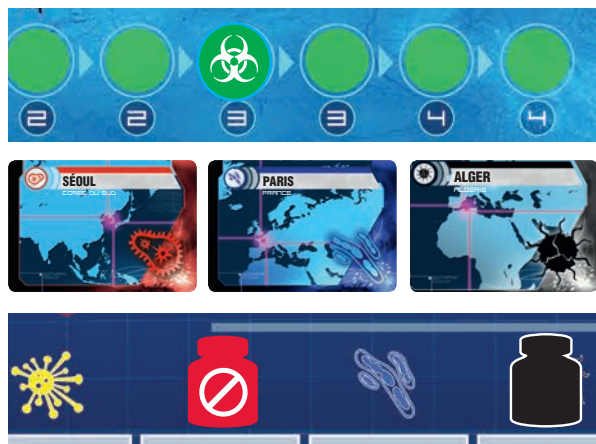 2 2 3 3 4 4
SÉOUL
CORÉE DU SUD
PARIS
FRANCE
ALGER
ALGÉRIE